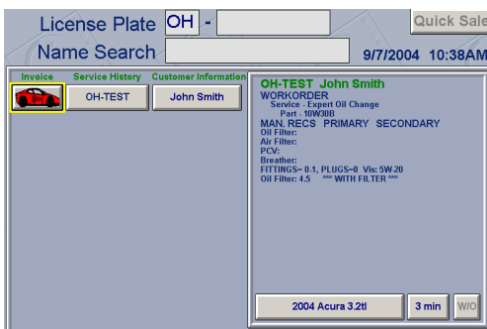 License Plate OH - Quick Sale
Name Search 9/7/2004 10:38AM
Invoice Service History Customer Information
OH-TEST John Smith
OH-TEST John Smith
WORKORDER
Service - Expert Oil Change
Part - 10W30B
MAN. RECS PRIMARY SECONDARY
Oil Filter:
Air Filter:
PCV:
Breather:
FITTINGS= 0-1, PLUGS=0 Vis: 5W-20
Oil Filter: 4.5 *** WITH FILTER ***
2004 Acura 3.2tl 3 min W/O